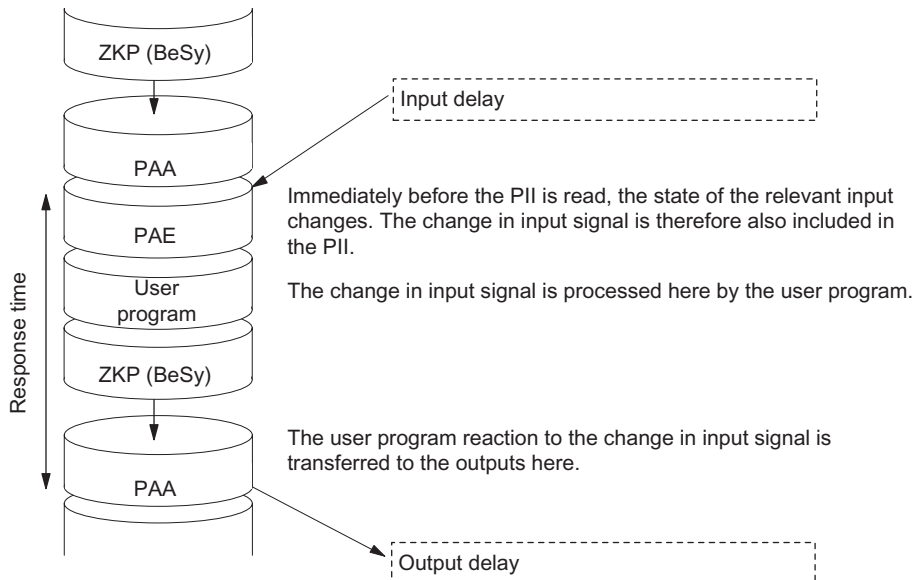 ZKP (BeSy)
Input delay
PAA
Immediately before the PII is read, the state of the relevant input
changes. The change in input signal is therefore also included in
the PII.
PAE
Response time
User
program
The change in input signal is processed here by the user program.
ZKP (BeSy)
The user program reaction to the change in input signal is
transferred to the outputs here.
PAA
Output delay